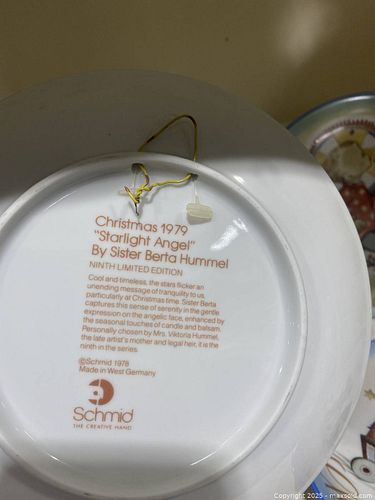 Christmas 1979
"Starlight Angel"
By Sister Berta Hummel
NINTH LIMITED EDITION
Cool and timeless, the stars flicker an
unending message of tranquility to us,
particularly at Christmas time. Sister Berta
captures this sense of serenity in the gentle
expression on the angelic face, enhanced by
the seasonal touches of candle and balsam.
Personally chosen by Mrs. Viktoria Hummel,
the late artist's mother and legal heir, it is the
ninth in the series.
©Schmid 1978
Made in West Germany
Schmid
THE CREATIVE HAND
Copyright 2025 - maxsold.com